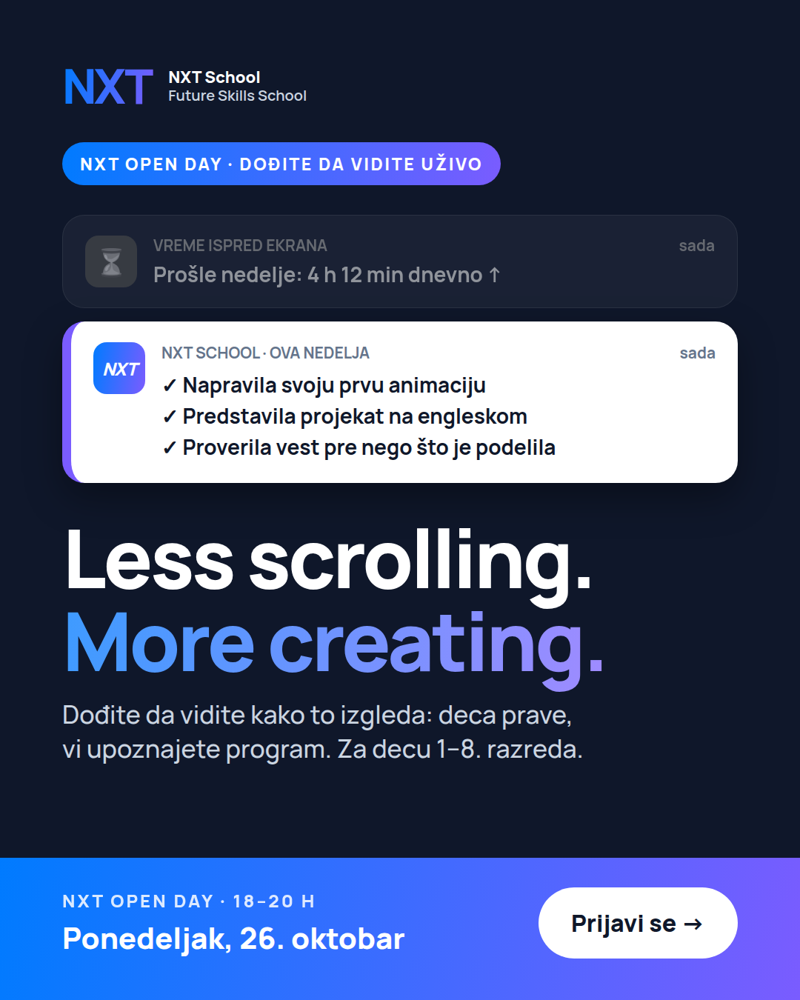 NXT
NXT School
Future Skills School
NXT OPEN DAY · DOĐITE DA VIDITE UŽIVO
VREME ISPRED EKRANA
sada
Prošle nedelje: 4 h 12 min dnevno ↑
NXT
NXT SCHOOL · OVA NEDELJA
sada
✓ Napravila svoju prvu animaciju
✓ Predstavila projekat na engleskom
✓ Proverila vest pre nego što je podelila
Less scrolling.
More creating.
Dođite da vidite kako to izgleda: deca prave,
vi upoznajete program. Za decu 1–8. razreda.
NXT OPEN DAY · 18–20 H
Ponedeljak, 26. oktobar
Prijavi se →